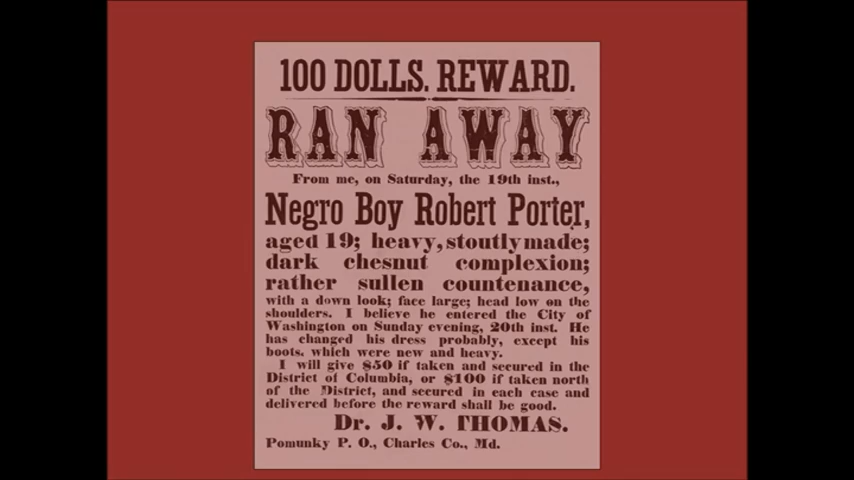 100 DOLLS. REWARD.
RAN AWAY
From me, on Saturday, the 19th inst.,
Negro Boy Robert Porter,
aged 19; heavy, stoutly made;
dark chesnut complexion;
rather sullen countenance,
with a down look; face large; head low on the
shoulders. I believe he entered the City of
Washington on Sunday evening, 20th inst. He
has changed his dress probably, except his
boots, which were new and heavy.
I will give $50 if taken and secured in the
District of Columbia, or $100 if taken north
of the District, and secured in each case and
delivered before the reward shall be good.
Dr. J. W. THOMAS.
Pomunky P. O., Charles Co., Md.